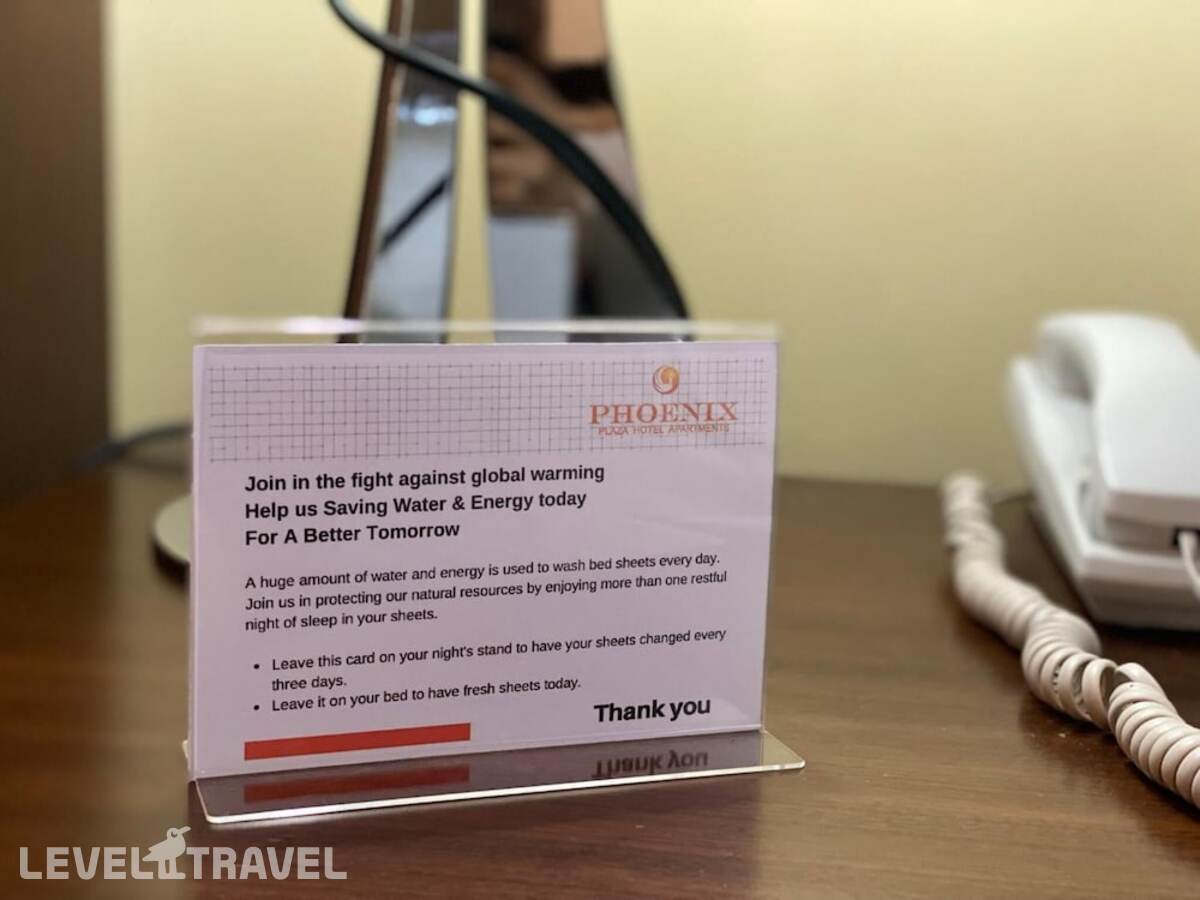 PHOENIX
PLAZA HOTEL APARTMENTS
Join in the fight against global warming
Help us Saving Water & Energy today
For A Better Tomorrow
A huge amount of water and energy is used to wash bed sheets every day.
Join us in protecting our natural resources by enjoying more than one restful
night of sleep in your sheets.
• Leave this card on your night's stand to have your sheets changed every
three days.
• Leave it on your bed to have fresh sheets today.
Thank you
LEVEL TRAVEL